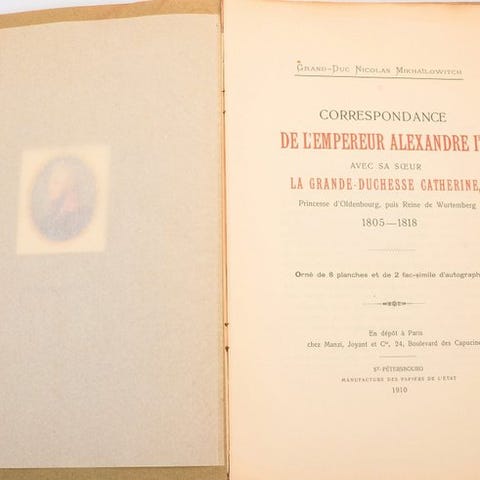 Grand-Duc Nicolas Mikhaïlowitch
CORRESPONDANCE
DE L'EMPEREUR ALEXANDRE I
AVEC SA SŒUR
LA GRANDE-DUCHESSE CATHERINE,
Princesse d'Oldenbourg, puis Reine de Wurtemberg
1805—1818
Orné de 6 planches et de 2 fac-simile d'autograph
En dépôt à Paris
chez Manzi, Joyant et Cie, 24, Boulevard des Capucine
St-PÉTERSBOURG
MANUFACTURE DES PAPIERS DE L'ÉTAT
1910